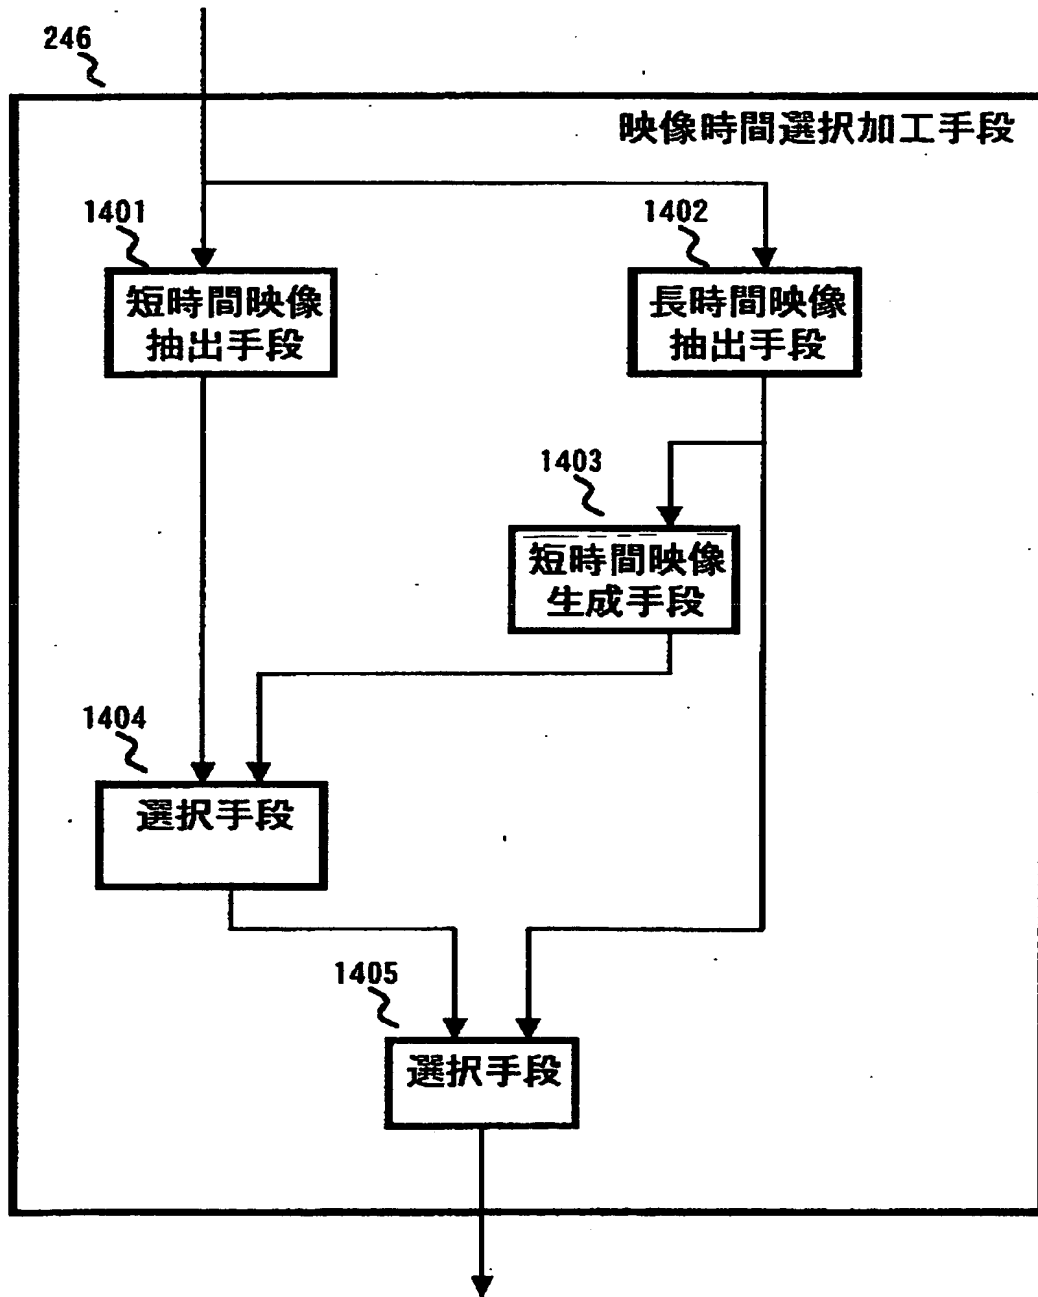 246
映像時間選択加工手段
1401
短時間映像
抽出手段
1402
長時間映像
抽出手段
1403
短時間映像
生成手段
1404
選択手段
1405
選択手段